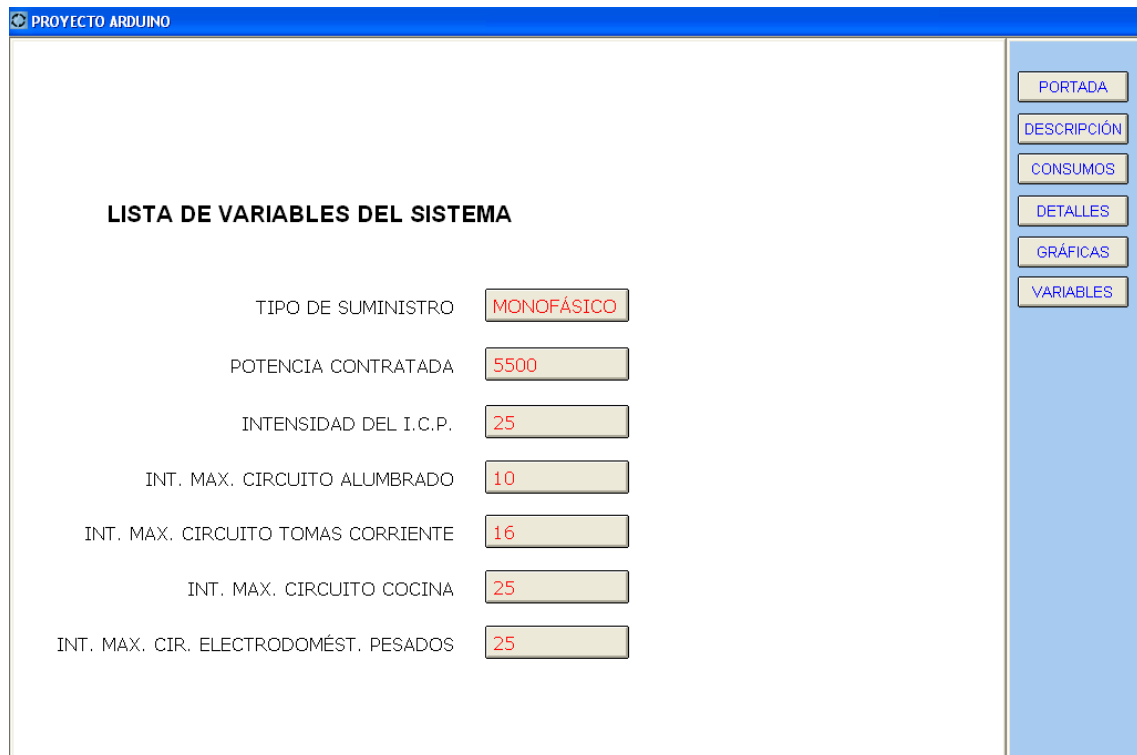 PROYECTO ARDUINO
PORTADA
DESCRIPCIÓN
CONSUMOS
DETALLES
GRÁFICAS
VARIABLES
LISTA DE VARIABLES DEL SISTEMA
TIPO DE SUMINISTRO MONOFÁSICO
POTENCIA CONTRATADA 5500
INTENSIDAD DEL I.C.P. 25
INT. MAX. CIRCUITO ALUMBRADO 10
INT. MAX. CIRCUITO TOMAS CORRIENTE 16
INT. MAX. CIRCUITO COCINA 25
INT. MAX. CIR. ELECTRODOMÉST. PESADOS 25